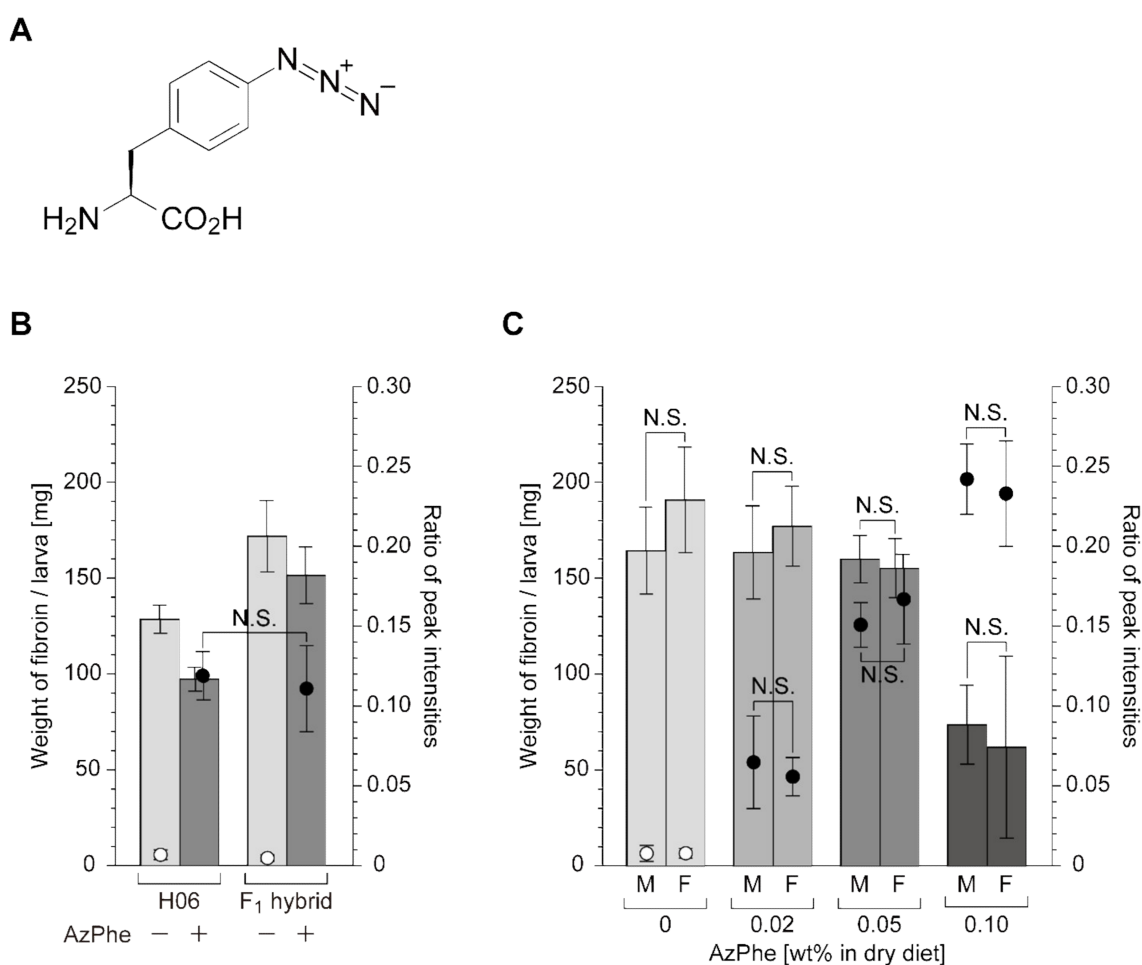 A
N
N
+
N
−
H2N
CO2H
B
C
Weight of fibroin / larva [mg]
250
200
150
100
50
0
N.S.
0.30
0.25
0.20
0.15
0.10
0.05
0
Ratio of peak intensities
H06
F1 hybrid
AzPhe
− + − +
Weight of fibroin / larva [mg]
250
200
150
100
50
0
N.S.
N.S.
N.S.
N.S.
N.S.
N.S.
N.S.
0.30
0.25
0.20
0.15
0.10
0.05
0
Ratio of peak intensities
M F M F M F M F
0 0.02 0.05 0.10
AzPhe [wt% in dry diet]